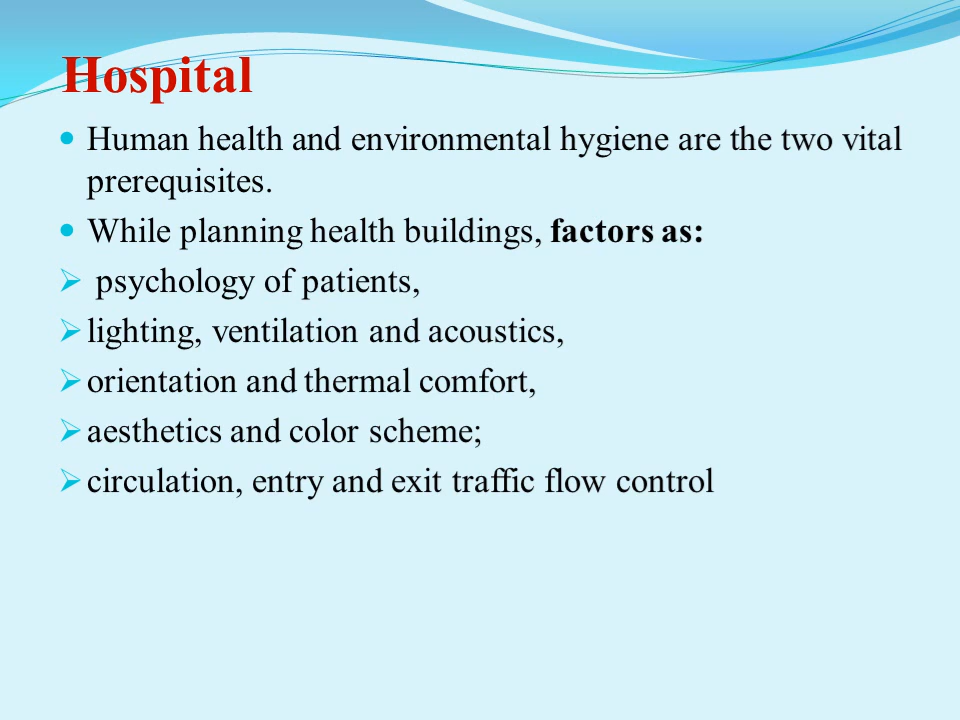 Hospital
Human health and environmental hygiene are the two vital
prerequisites.
While planning health buildings, factors as:
psychology of patients,
lighting, ventilation and acoustics,
orientation and thermal comfort,
aesthetics and color scheme;
circulation, entry and exit traffic flow control